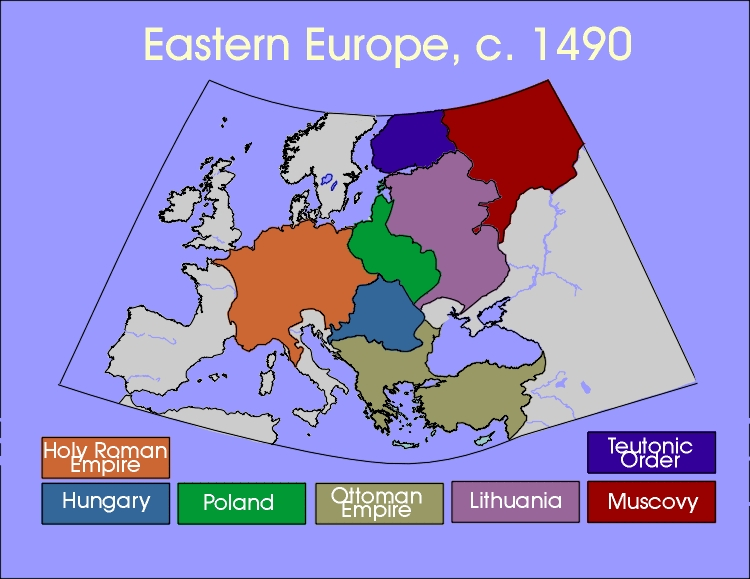 Eastern Europe, c. 1490
Holy Roman
Empire
Teutonic
Order
Hungary
Poland
Ottoman
Empire
Lithuania
Muscovy